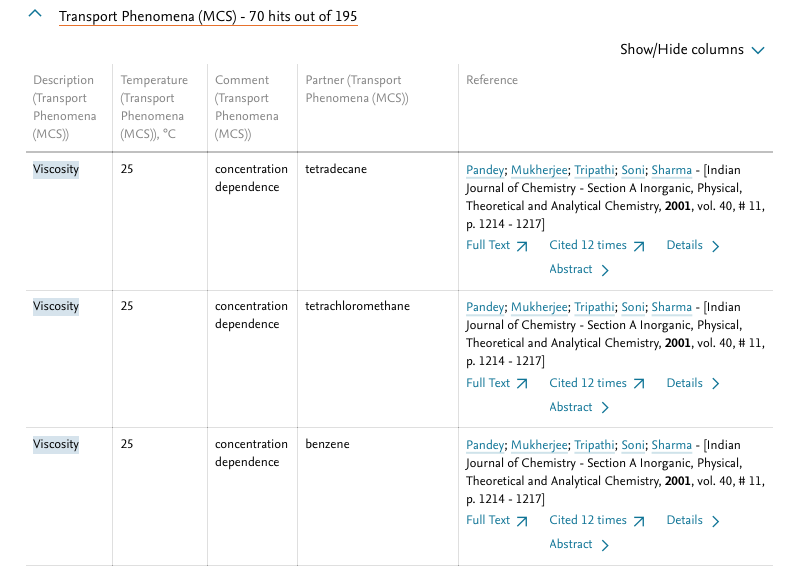 Transport Phenomena (MCS) - 70 hits out of 195
Show/Hide columns
Description (Transport Phenomena (MCS))
Temperature (Transport Phenomena (MCS)), °C
Comment (Transport Phenomena (MCS))
Partner (Transport Phenomena (MCS))
Reference
Viscosity
25
concentration dependence
tetradecane
Pandey; Mukherjee; Tripathi; Soni; Sharma - [Indian
Journal of Chemistry - Section A Inorganic, Physical,
Theoretical and Analytical Chemistry, 2001, vol. 40, # 11,
p. 1214 - 1217]
Full Text Cited 12 times Details
Abstract
Viscosity
25
concentration dependence
tetrachloromethane
Pandey; Mukherjee; Tripathi; Soni; Sharma - [Indian
Journal of Chemistry - Section A Inorganic, Physical,
Theoretical and Analytical Chemistry, 2001, vol. 40, # 11,
p. 1214 - 1217]
Full Text Cited 12 times Details
Abstract
Viscosity
25
concentration dependence
benzene
Pandey; Mukherjee; Tripathi; Soni; Sharma - [Indian
Journal of Chemistry - Section A Inorganic, Physical,
Theoretical and Analytical Chemistry, 2001, vol. 40, # 11,
p. 1214 - 1217]
Full Text Cited 12 times Details
Abstract